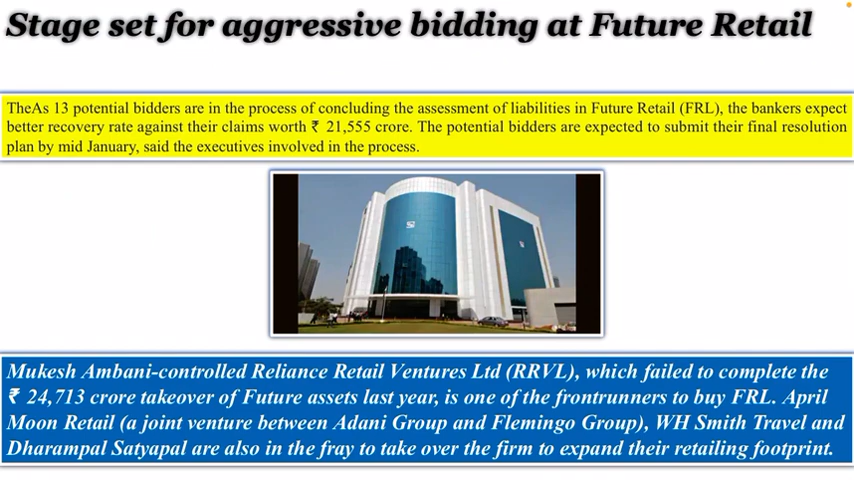 Stage set for aggressive bidding at Future Retail
TheAs 13 potential bidders are in the process of concluding the assessment of liabilities in Future Retail (FRL), the bankers expect
better recovery rate against their claims worth ₹ 21,555 crore. The potential bidders are expected to submit their final resolution
plan by mid January, said the executives involved in the process.
Mukesh Ambani-controlled Reliance Retail Ventures Ltd (RRVL), which failed to complete the
₹ 24,713 crore takeover of Future assets last year, is one of the frontrunners to buy FRL. April
Moon Retail (a joint venture between Adani Group and Flemingo Group), WH Smith Travel and
Dharampal Satyapal are also in the fray to take over the firm to expand their retailing footprint.